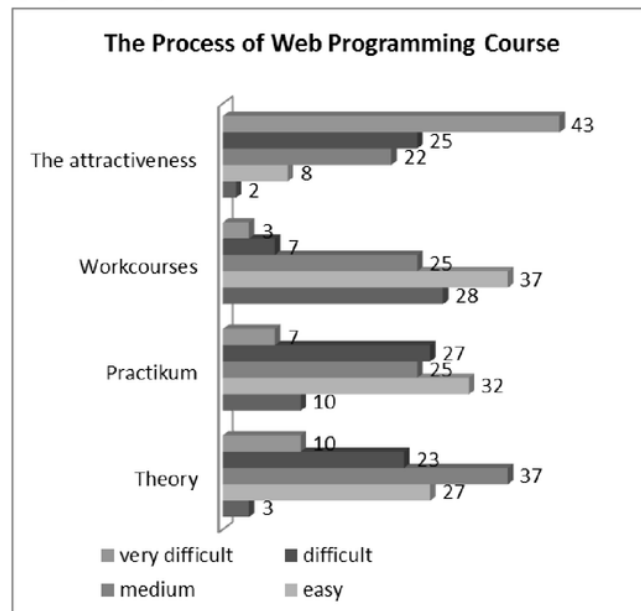 The Process of Web Programming Course
43
25
The attractiveness
22
8
2
3
7
Workcourses
25
37
28
7
27
Practikum
25
32
10
10
23
Theory
37
27
3
very difficult difficult
medium easy